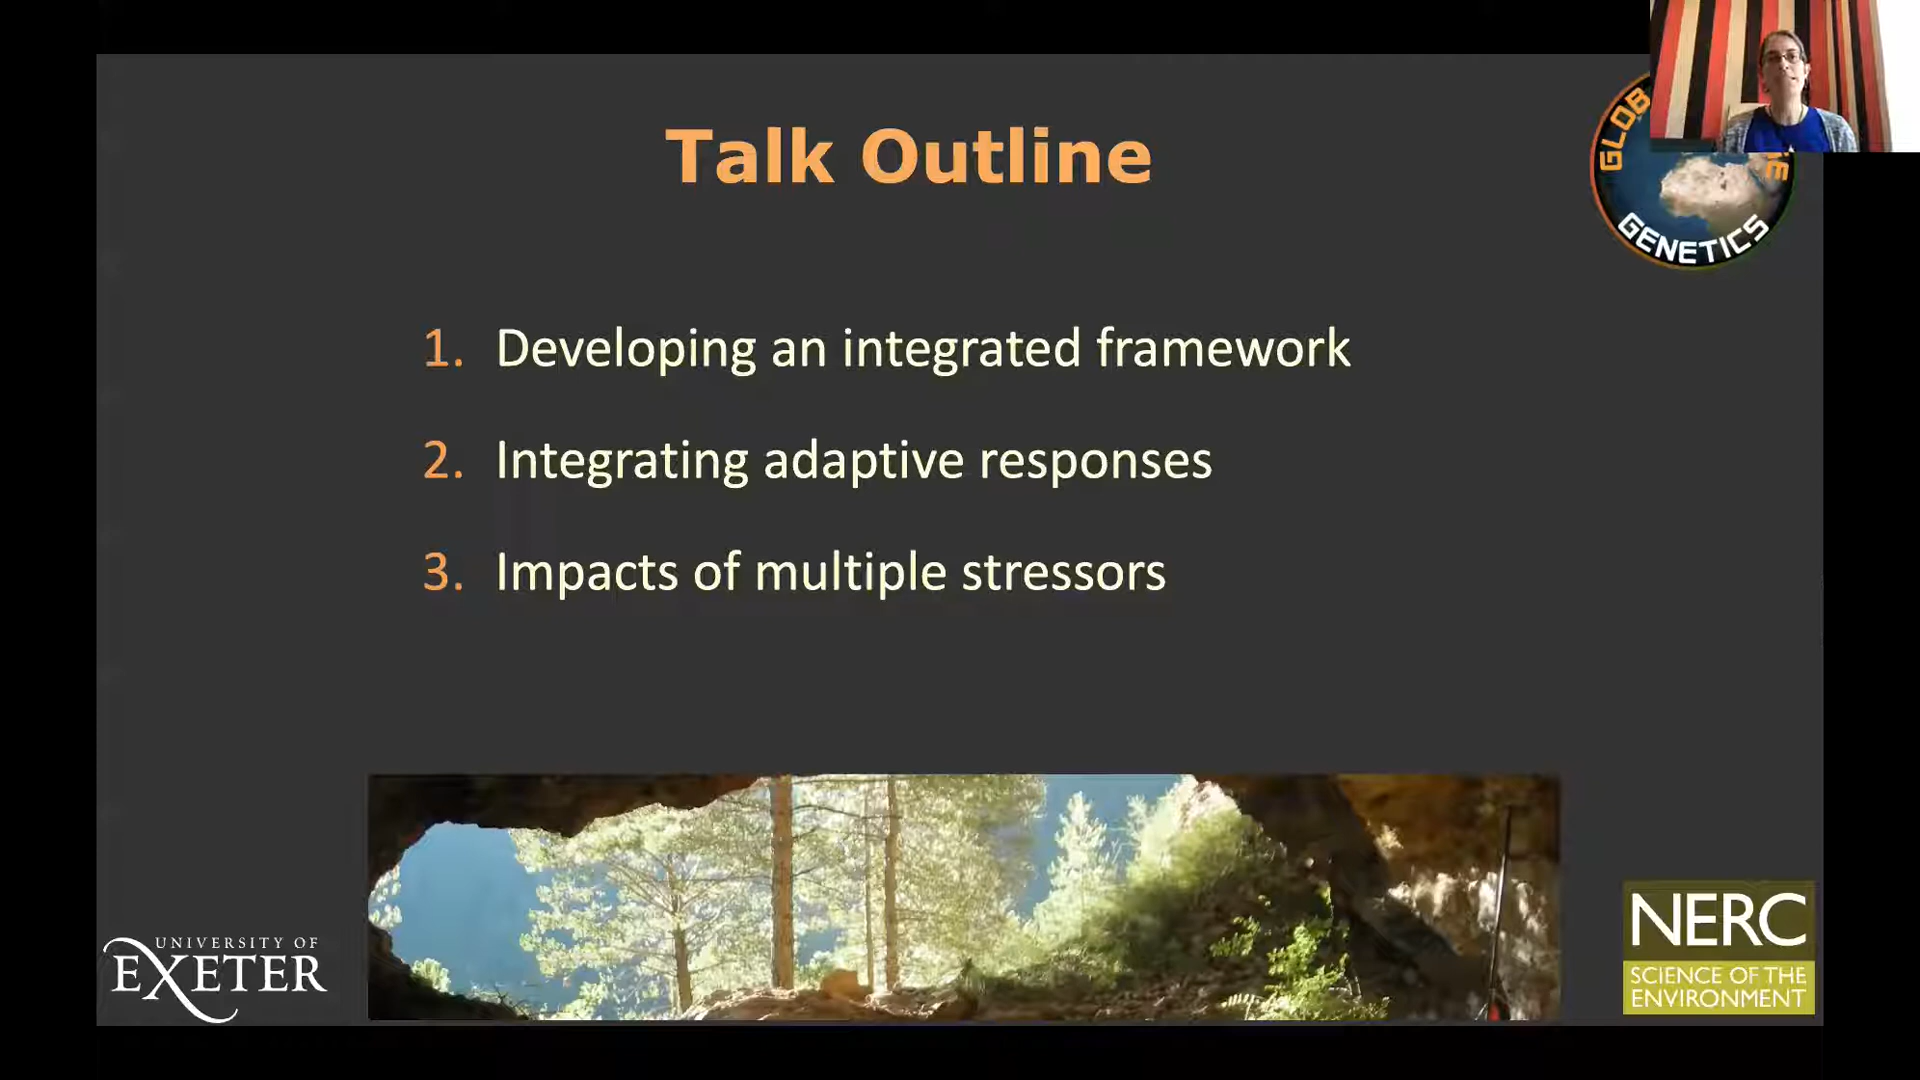 Talk Outline
GLOB
GENETICS
1. Developing an integrated framework
2. Integrating adaptive responses
3. Impacts of multiple stressors
UNIVERSITY OF
EXETER
NERC
SCIENCE OF THE
ENVIRONMENT